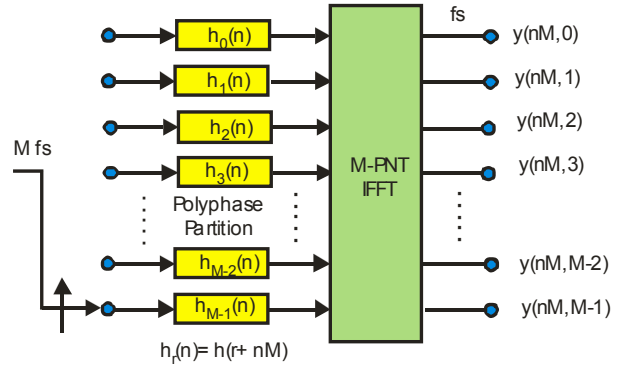 fs
h0(n)
y(nM,0)
h1(n)
y(nM,1)
h2(n)
y(nM,2)
M fs
h3(n)
y(nM,3)
M-PNT
IFFT
Polyphase
Partition
hM-2(n)
y(nM,M-2)
hM-1(n)
y(nM,M-1)
hr(n)= h(r+ nM)